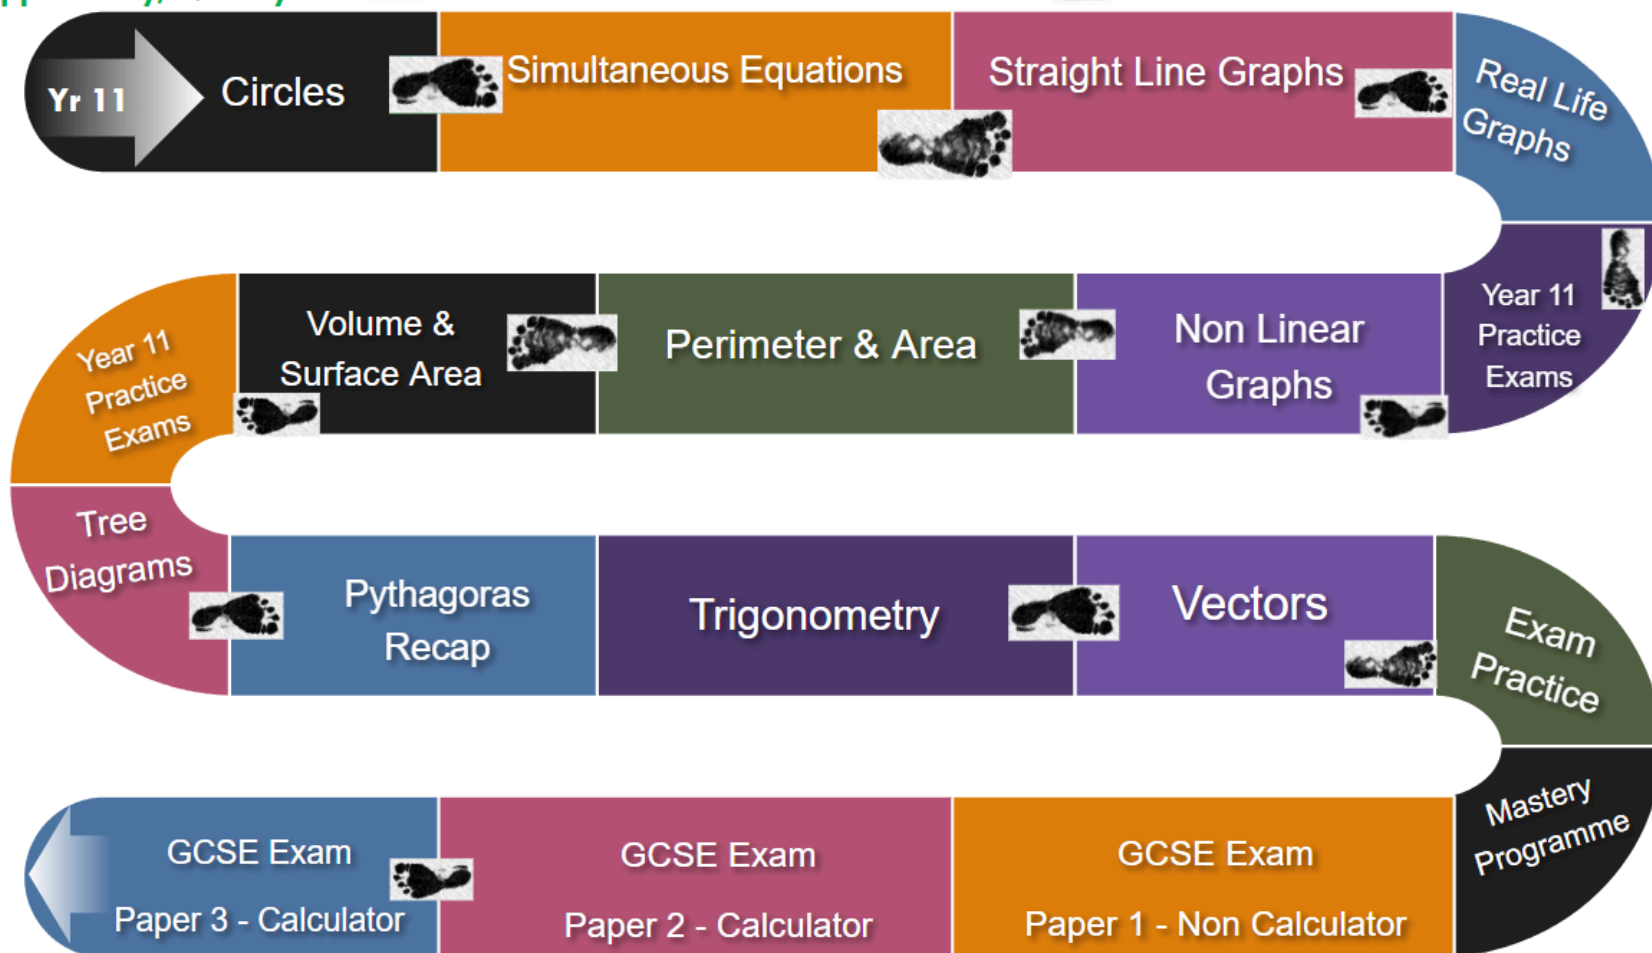 Yr 11
Circles
Simultaneous Equations
Straight Line Graphs
Real Life
Graphs
Year 11
Practice
Exams
Non Linear
Graphs
Perimeter & Area
Volume &
Surface Area
Year 11
Practice
Exams
Tree
Diagrams
Pythagoras
Recap
Trigonometry
Vectors
Exam
Practice
Mastery
Programme
GCSE Exam
Paper 1 - Non Calculator
GCSE Exam
Paper 2 - Calculator
GCSE Exam
Paper 3 - Calculator